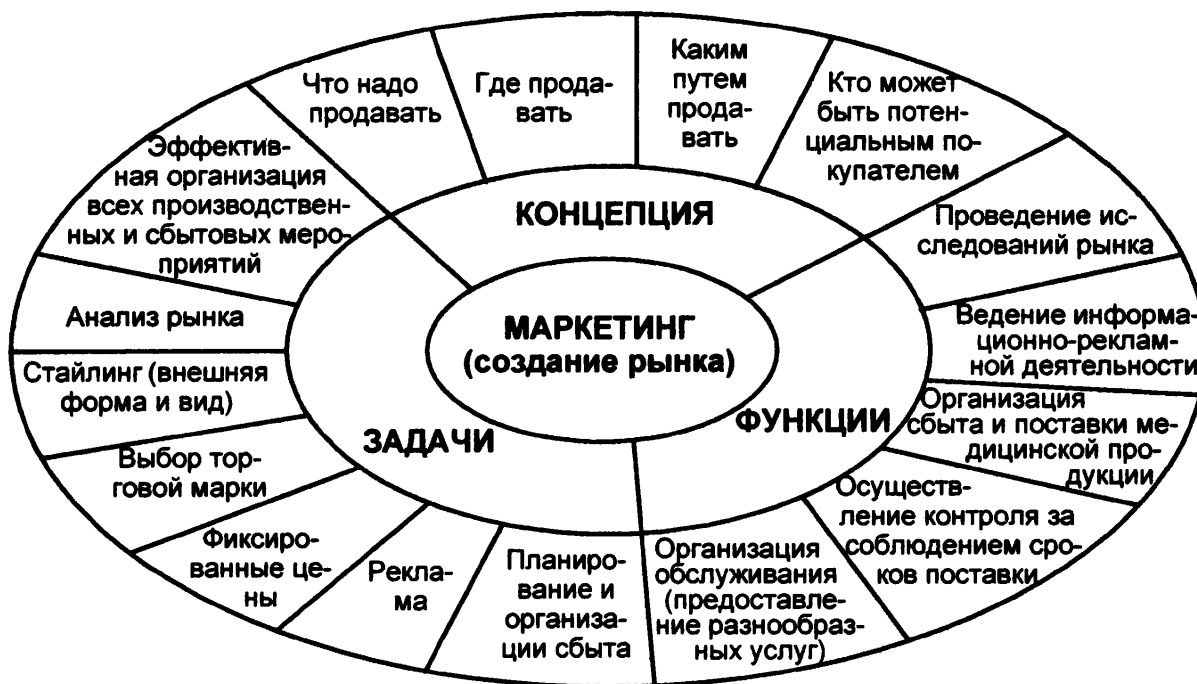 МАРКЕТИНГ
(создание рынка)
КОНЦЕПЦИЯ
Что надо
продавать
Где прода-
вать
Каким
путем
прода-
вать
Кто может
быть потен-
циальным по-
купателем
ФУНКЦИИ
Проведение ис-
следований рынка
Ведение информа-
ционно-реклам-
ной деятельности
Организация
сбыта и поставки ме-
дицинской про-
дукции
Осуществ-
ление контроля за
соблюдением сро-
ков поставки
Организация
обслуживания
(предоставле-
ние разнообраз-
ных услуг)
ЗАДАЧИ
Эффектив-
ная организация
всех производствен-
ных и сбытовых меро-
приятий
Анализ рынка
Стайлинг (внешняя
форма и вид)
Выбор тор-
говой марки
Фиксиро-
ванные це-
ны
Рекла-
ма
Планиро-
вание и
организа-
ции сбыта